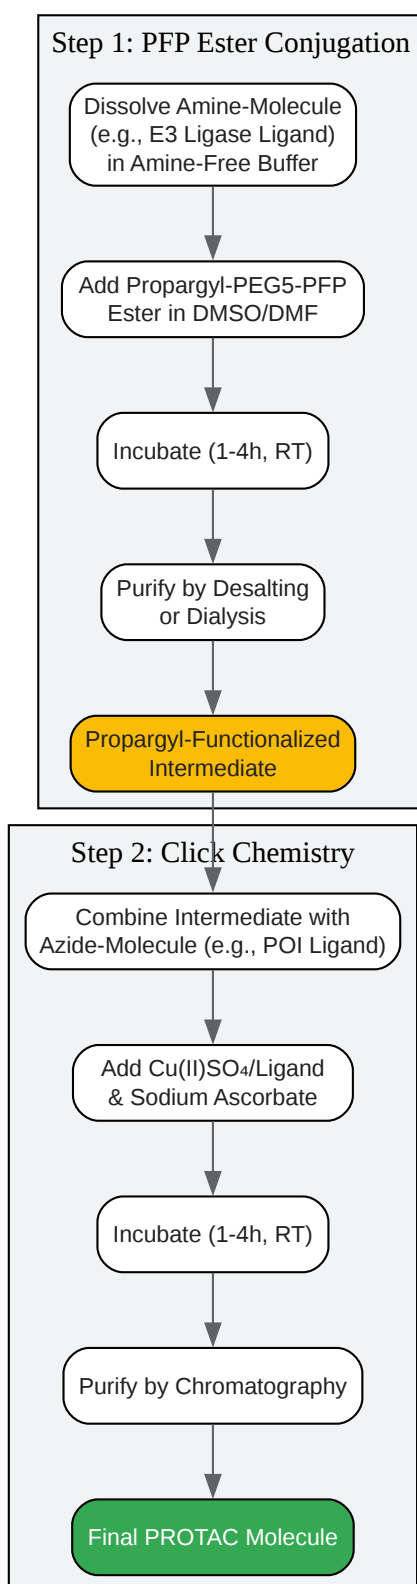 Step 1: PFP Ester Conjugation
Dissolve Amine-Molecule
(e.g., E3 Ligase Ligand)
in Amine-Free Buffer
Add Propargyl-PEG5-PFP
Ester in DMSO/DMF
Incubate (1-4h, RT)
Purify by Desalting
or Dialysis
Propargyl-Functionalized
Intermediate
Step 2: Click Chemistry
Combine Intermediate with
Azide-Molecule (e.g., POI Ligand)
Add Cu(II)SO₄/Ligand
& Sodium Ascorbate
Incubate (1-4h, RT)
Purify by Chromatography
Final PROTAC Molecule